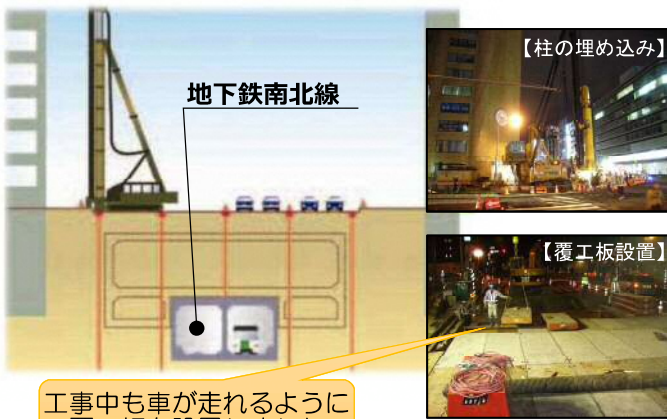 地下鉄南北線
【柱の埋め込み】
【覆工板設置】
工事中も車が走れるように